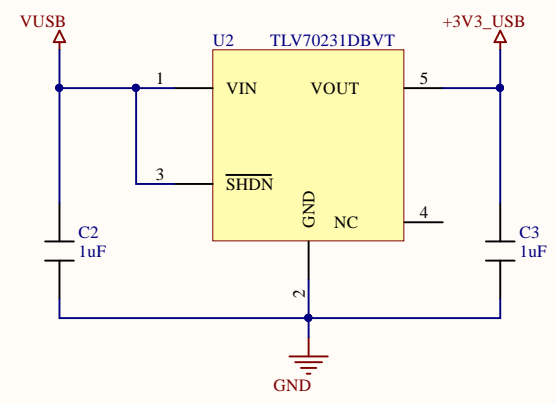 VUSB
+3V3_USB
U2 TLV70231DBVT
1 VIN VOUT 5
3 SHDN
GND
NC 4
C2
1uF
C3
1uF
2
GND